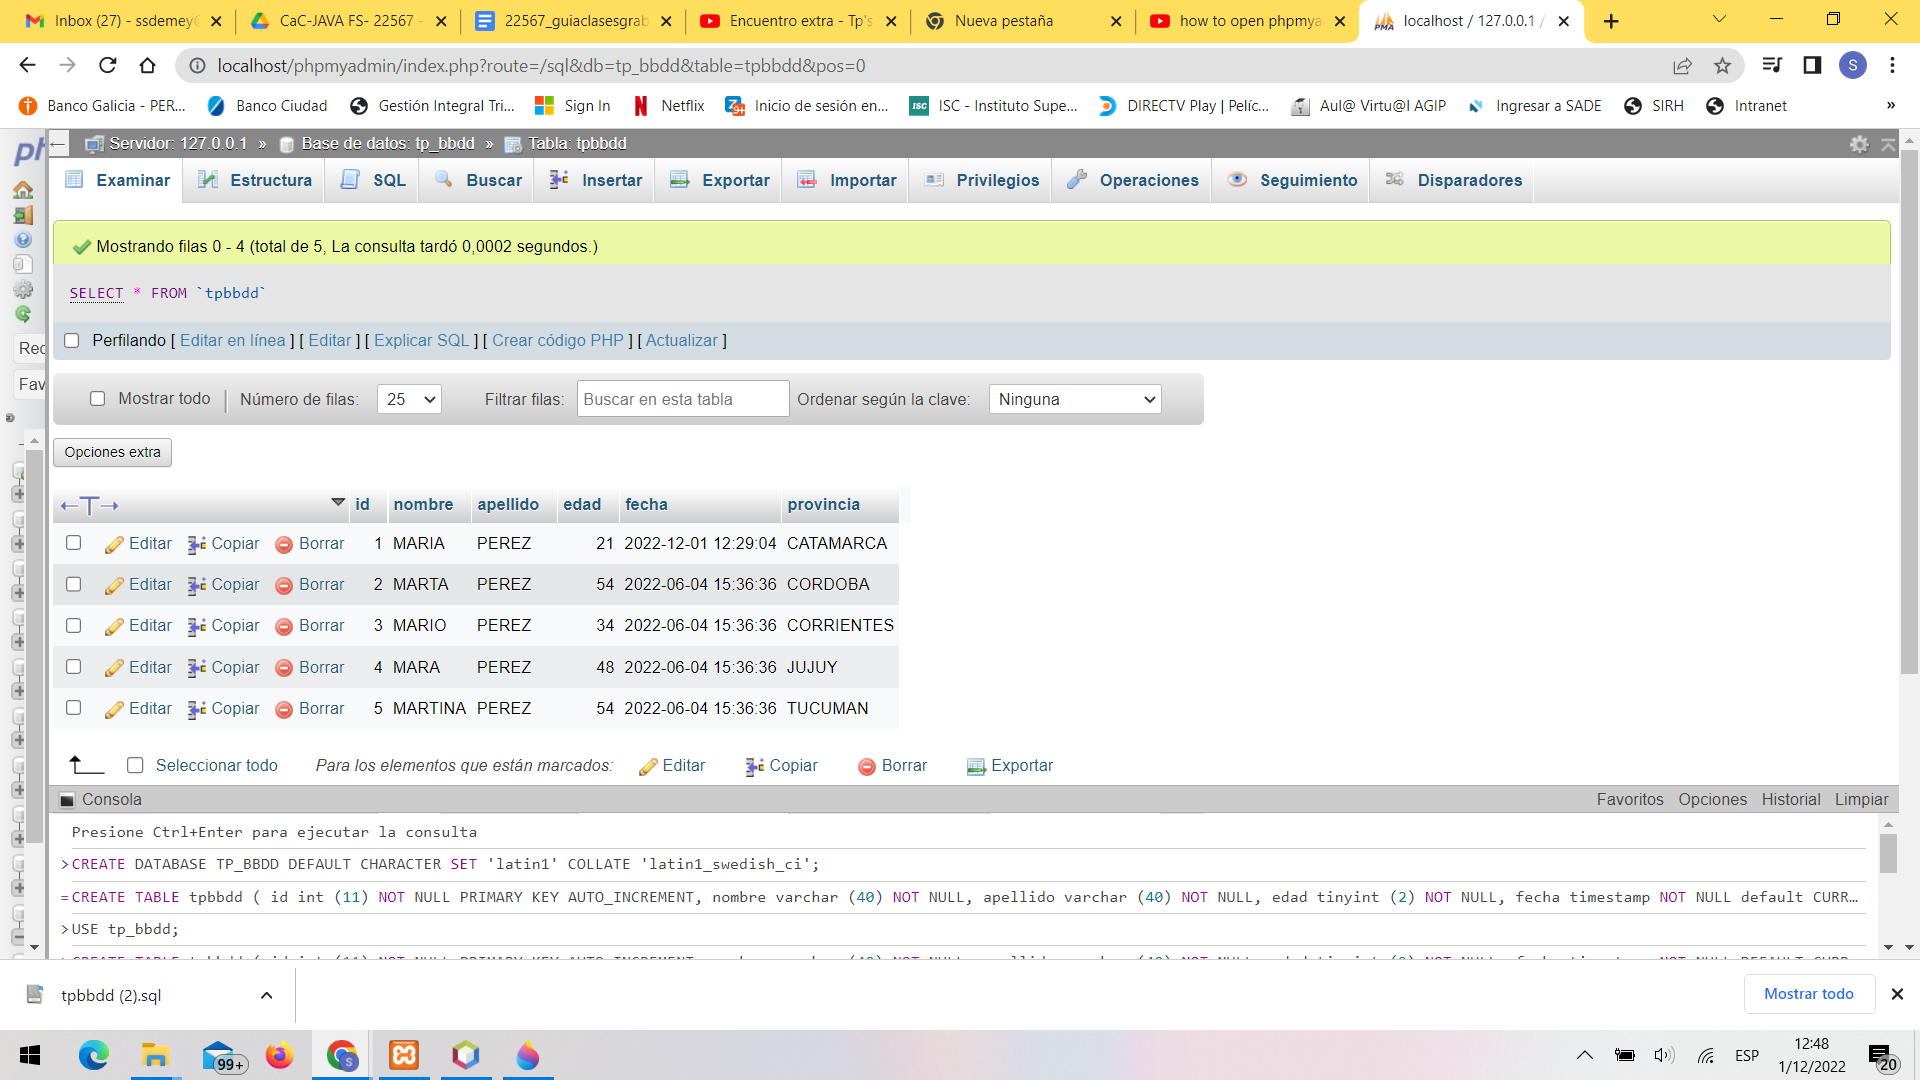 Inbox (27) - ssdemey@
CaC-JAVA FS- 22567 -
22567_guiaclasesgrab
Encuentro extra - Tp's
Nueva pestaña
how to open phpmya
localhost / 127.0.0.1 /
localhost/phpmyadmin/index.php?route=/sql&db=tp_bbdd&table=tpbbdd&pos=0
S
Banco Galicia - PER...
Banco Ciudad
Gestión Integral Tri...
Sign In
Netflix
Inicio de sesión en...
ISC - Instituto Supe...
DIRECTV Play | Pelíc...
Aul@ Virtu@l AGIP
Ingresar a SADE
SIRH
Intranet
»
Servidor: 127.0.0.1 » Base de datos: tp_bbdd » Tabla: tpbbdd
Examinar Estructura SQL Buscar Insertar Exportar Importar Privilegios Operaciones Seguimiento Disparadores
Mostrando filas 0 - 4 (total de 5, La consulta tardó 0,0002 segundos.)
SELECT * FROM `tpbbdd`
Rec
Perfilando [ Editar en línea ] [ Editar ] [ Explicar SQL ] [ Crear código PHP ] [ Actualizar ]
Fav
Mostrar todo Número de filas: 25 Filtrar filas: Buscar en esta tabla Ordenar según la clave: Ninguna
Opciones extra
←T→ id nombre apellido edad fecha provincia
Editar Copiar Borrar 1 MARIA PEREZ 21 2022-12-01 12:29:04 CATAMARCA
Editar Copiar Borrar 2 MARTA PEREZ 54 2022-06-04 15:36:36 CORDOBA
Editar Copiar Borrar 3 MARIO PEREZ 34 2022-06-04 15:36:36 CORRIENTES
Editar Copiar Borrar 4 MARA PEREZ 48 2022-06-04 15:36:36 JUJUY
Editar Copiar Borrar 5 MARTINA PEREZ 54 2022-06-04 15:36:36 TUCUMAN
Seleccionar todo Para los elementos que están marcados: Editar Copiar Borrar Exportar
Consola Favoritos Opciones Historial Limpiar
Presione Ctrl+Enter para ejecutar la consulta
>CREATE DATABASE TP_BBDD DEFAULT CHARACTER SET 'latin1' COLLATE 'latin1_swedish_ci';
=CREATE TABLE tpbbdd ( id int (11) NOT NULL PRIMARY KEY AUTO_INCREMENT, nombre varchar (40) NOT NULL, apellido varchar (40) NOT NULL, edad tinyint (2) NOT NULL, fecha timestamp NOT NULL default CURR…
>USE tp_bbdd;
tpbbdd (2).sql
Mostrar todo
99+
S
ESP
12:48
1/12/2022
20